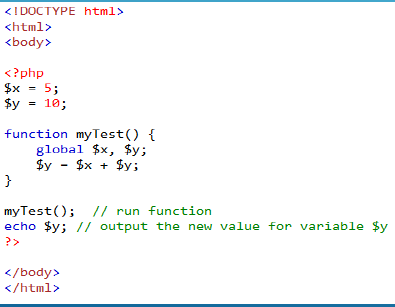 <!DOCTYPE html>
<html>
<body>
<?php
$x = 5;
$y = 10;
function myTest() {
global $x, $y;
$y - $x + $y;
}
myTest();  // run function
echo $y; // output the new value for variable $y
?>
</body>
</html>